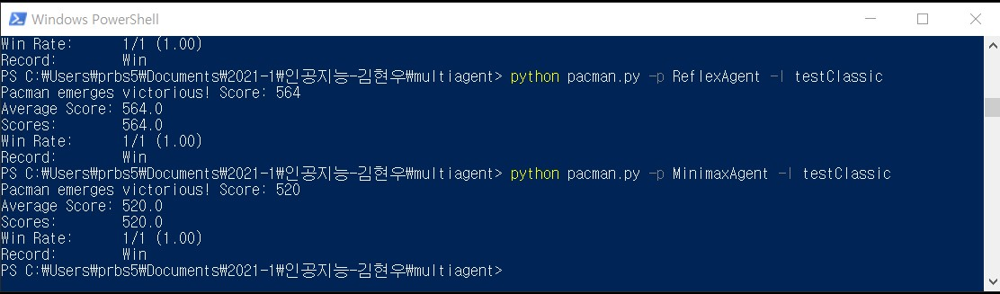 Windows PowerShell
Win Rate:      1/1 (1.00)
Record:        Win
PS C:₩Users₩prbs5₩Documents₩2021-1₩인공지능-김현우₩multiagent> python pacman.py -p ReflexAgent -l testClassic
Pacman emerges victorious! Score: 564
Average Score: 564.0
Scores:        564.0
Win Rate:      1/1 (1.00)
Record:        Win
PS C:₩Users₩prbs5₩Documents₩2021-1₩인공지능-김현우₩multiagent> python pacman.py -p MinimaxAgent -l testClassic
Pacman emerges victorious! Score: 520
Average Score: 520.0
Scores:        520.0
Win Rate:      1/1 (1.00)
Record:        Win
PS C:₩Users₩prbs5₩Documents₩2021-1₩인공지능-김현우₩multiagent>